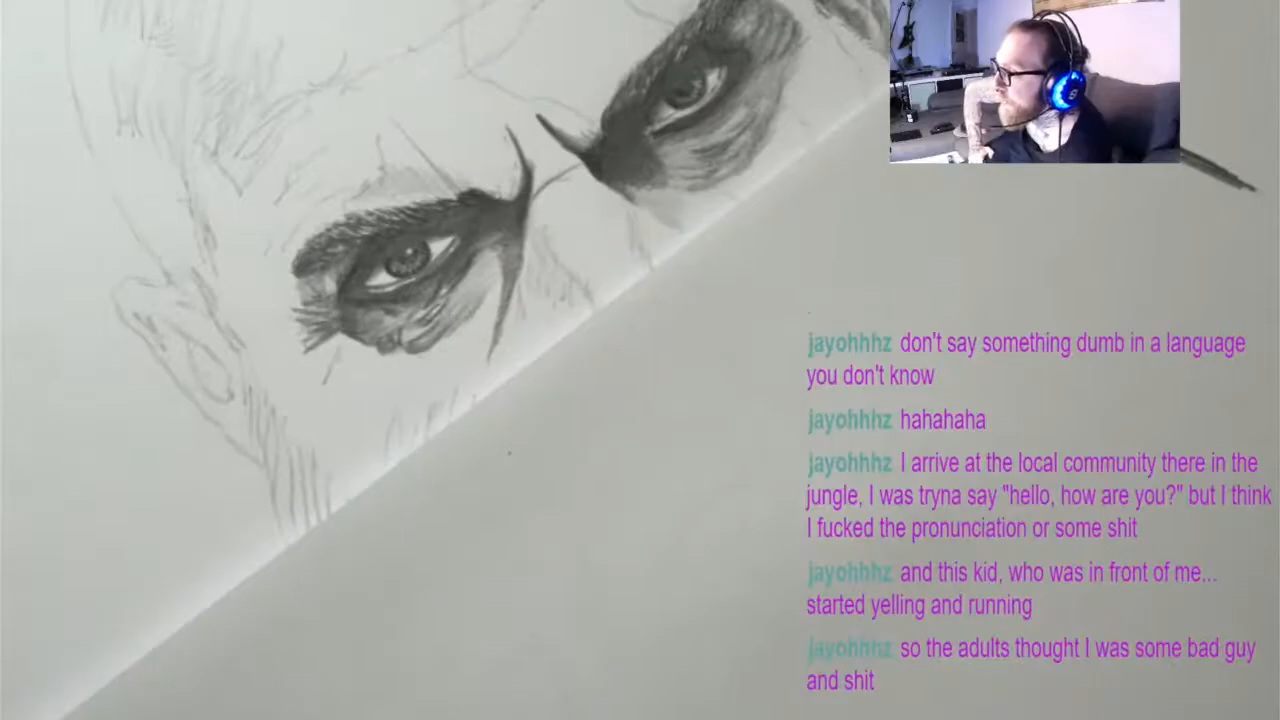 jayohhhz don't say something dumb in a language
you don't know
jayohhhz hahahaha
jayohhhz I arrive at the local community there in the
jungle, I was tryna say "hello, how are you?" but I think
I fucked the pronunciation or some shit
jayohhhz and this kid, who was in front of me...
started yelling and running
jayohhhz so the adults thought I was some bad guy
and shit